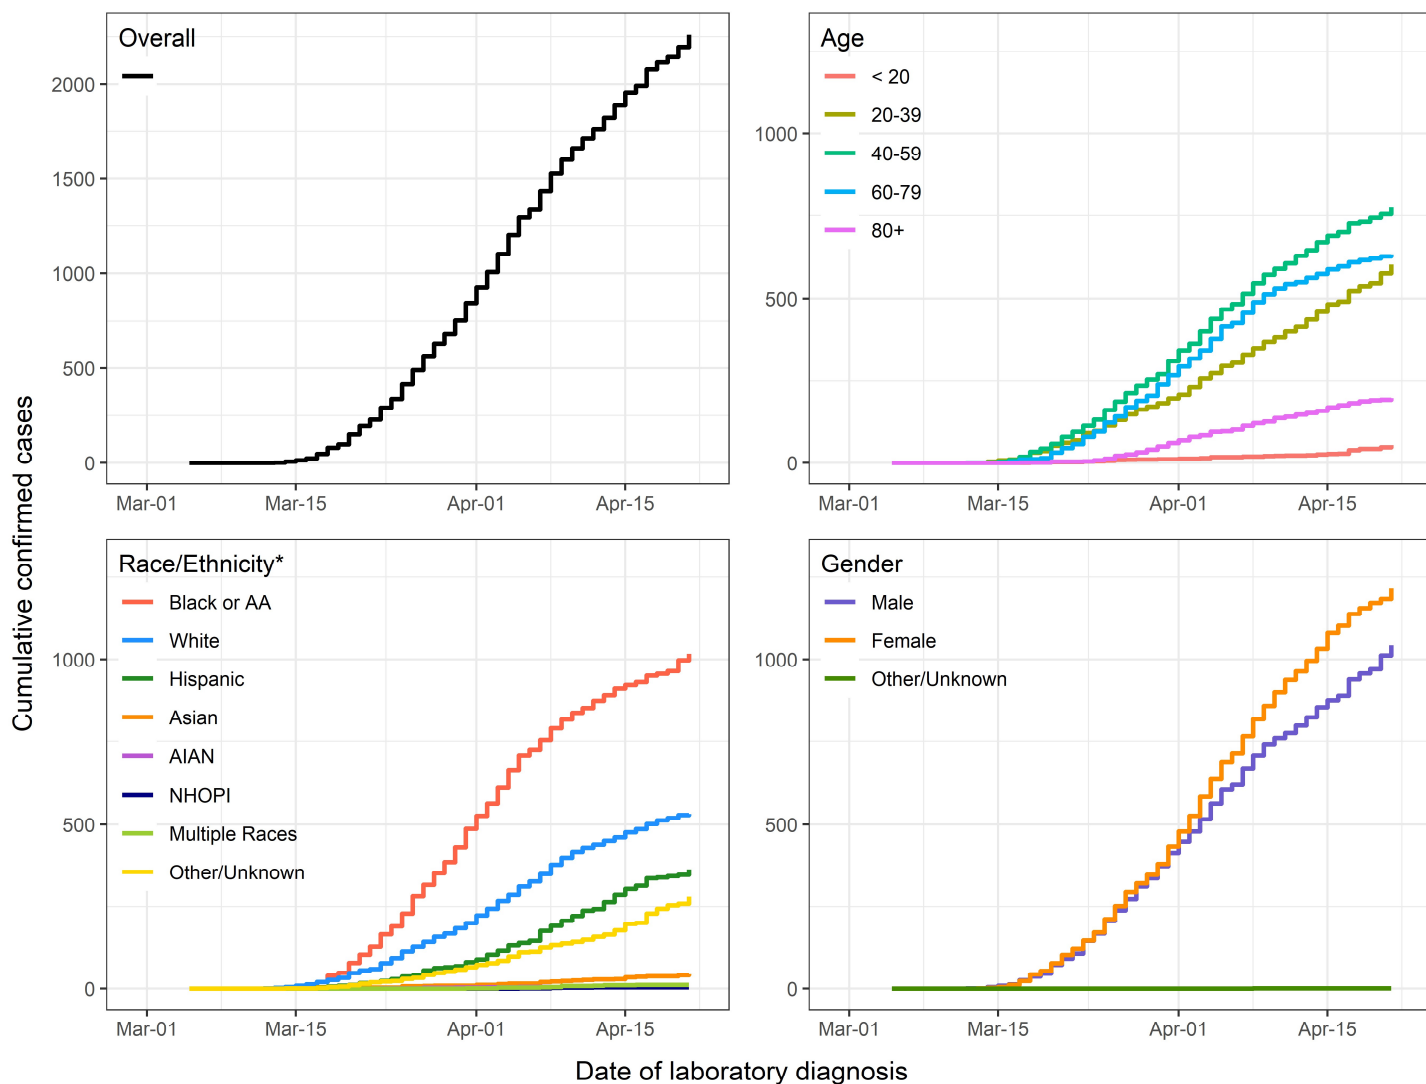 Overall
2000
1500
1000
500
0
Mar-01 Mar-15 Apr-01 Apr-15
Age
< 20
20-39
40-59
60-79
80+
1000
500
0
Mar-01 Mar-15 Apr-01 Apr-15
Cumulative confirmed cases
Race/Ethnicity*
Black or AA
White
Hispanic
Asian
AIAN
NHOPI
Multiple Races
Other/Unknown
1000
500
0
Mar-01 Mar-15 Apr-01 Apr-15
Gender
Male
Female
Other/Unknown
1000
500
0
Mar-01 Mar-15 Apr-01 Apr-15
Date of laboratory diagnosis